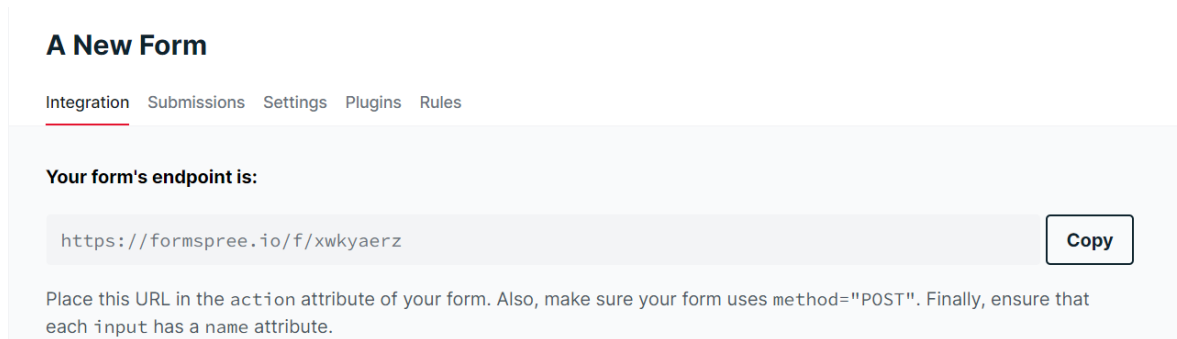 A New Form
Integration Submissions Settings Plugins Rules
Your form's endpoint is:
https://formspree.io/f/xwkyaerz
Copy
Place this URL in the action attribute of your form. Also, make sure your form uses method="POST". Finally, ensure that
each input has a name attribute.